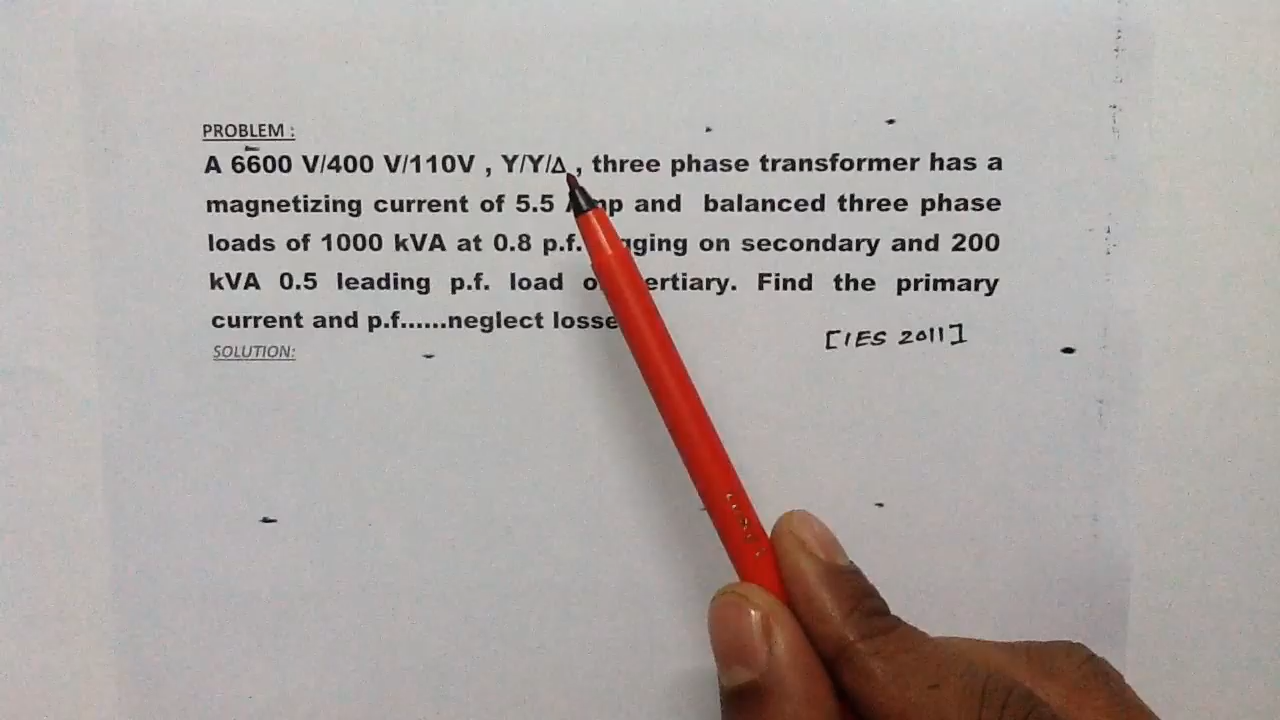 PROBLEM :
A 6600 V/400 V/110V , Y/Y/Δ , three phase transformer has a
magnetizing current of 5.5 and balanced three phase
loads of 1000 kVA at 0.8 p.f. on secondary and 200
kVA 0.5 leading p.f. load Find the primary
current and p.f......neglect
[IES 2011]
SOLUTION: